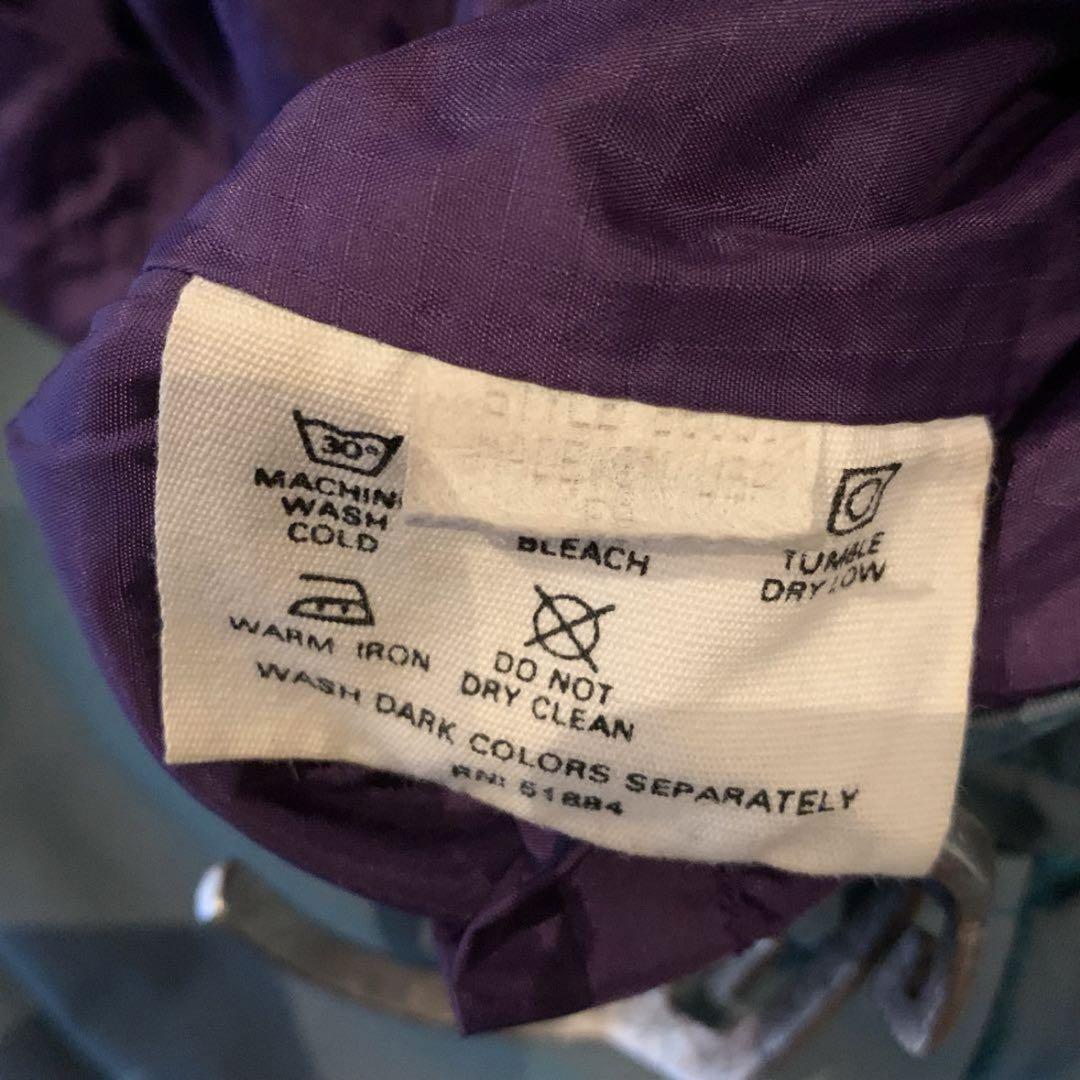 30°
MACHIN
WASH
COLD
BLEACH
TUMBLE
DRY LOW
WARM IRON
DO NOT
DRY CLEAN
WASH DARK COLORS SEPARATELY
RN: 51884